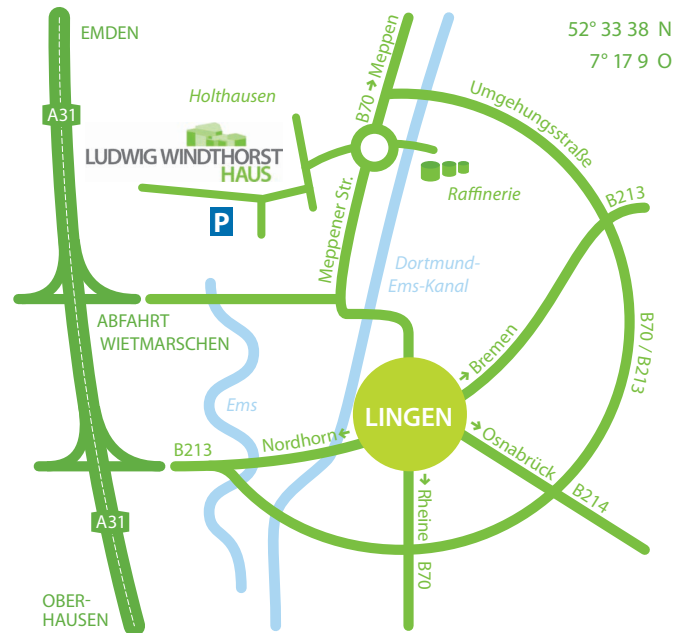 EMDEN
52° 33 38 N
7° 17 9 O
A31
Holthausen
B70 → Meppen
Umgehungsstraße
LUDWIG WINDTHORST
HAUS
Raffinerie
B213
P
Meppener Str.
Dortmund-
Ems-Kanal
ABFAHRT
WIETMARSCHEN
B70 / B213
→ Bremen
Ems
LINGEN
B213
Nordhorn ←
→ Osnabrück
B214
→ Rheine
B70
A31
OBER-
HAUSEN